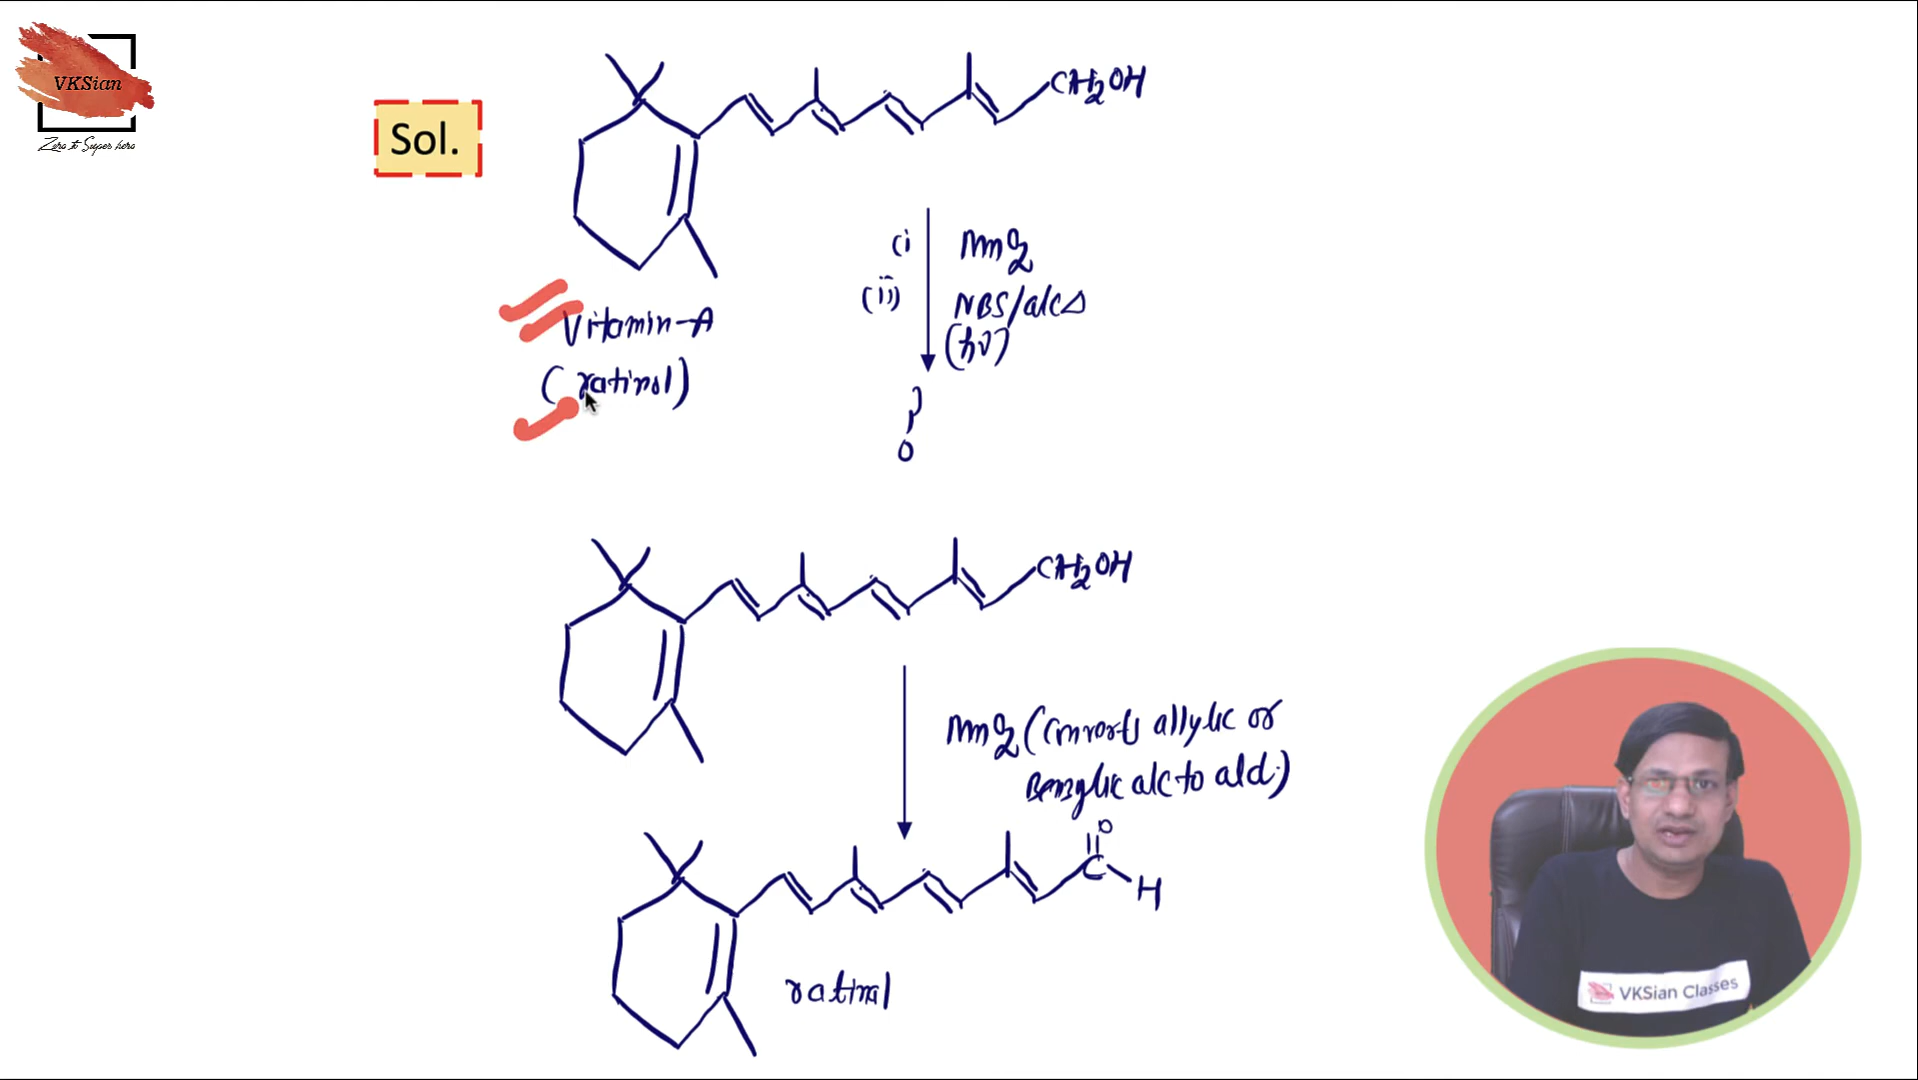 VKSian
Zero to Super hero
Sol.
CH₂OH
(i MnO₂
(ii) NBS/alc Δ
(hν)
?
Vitamin-A
(ratinol)
CH₂OH
MnO₂ (Converts allylic or
Benzylic alc to ald.)
O
C
H
ratinal
VKSian Classes